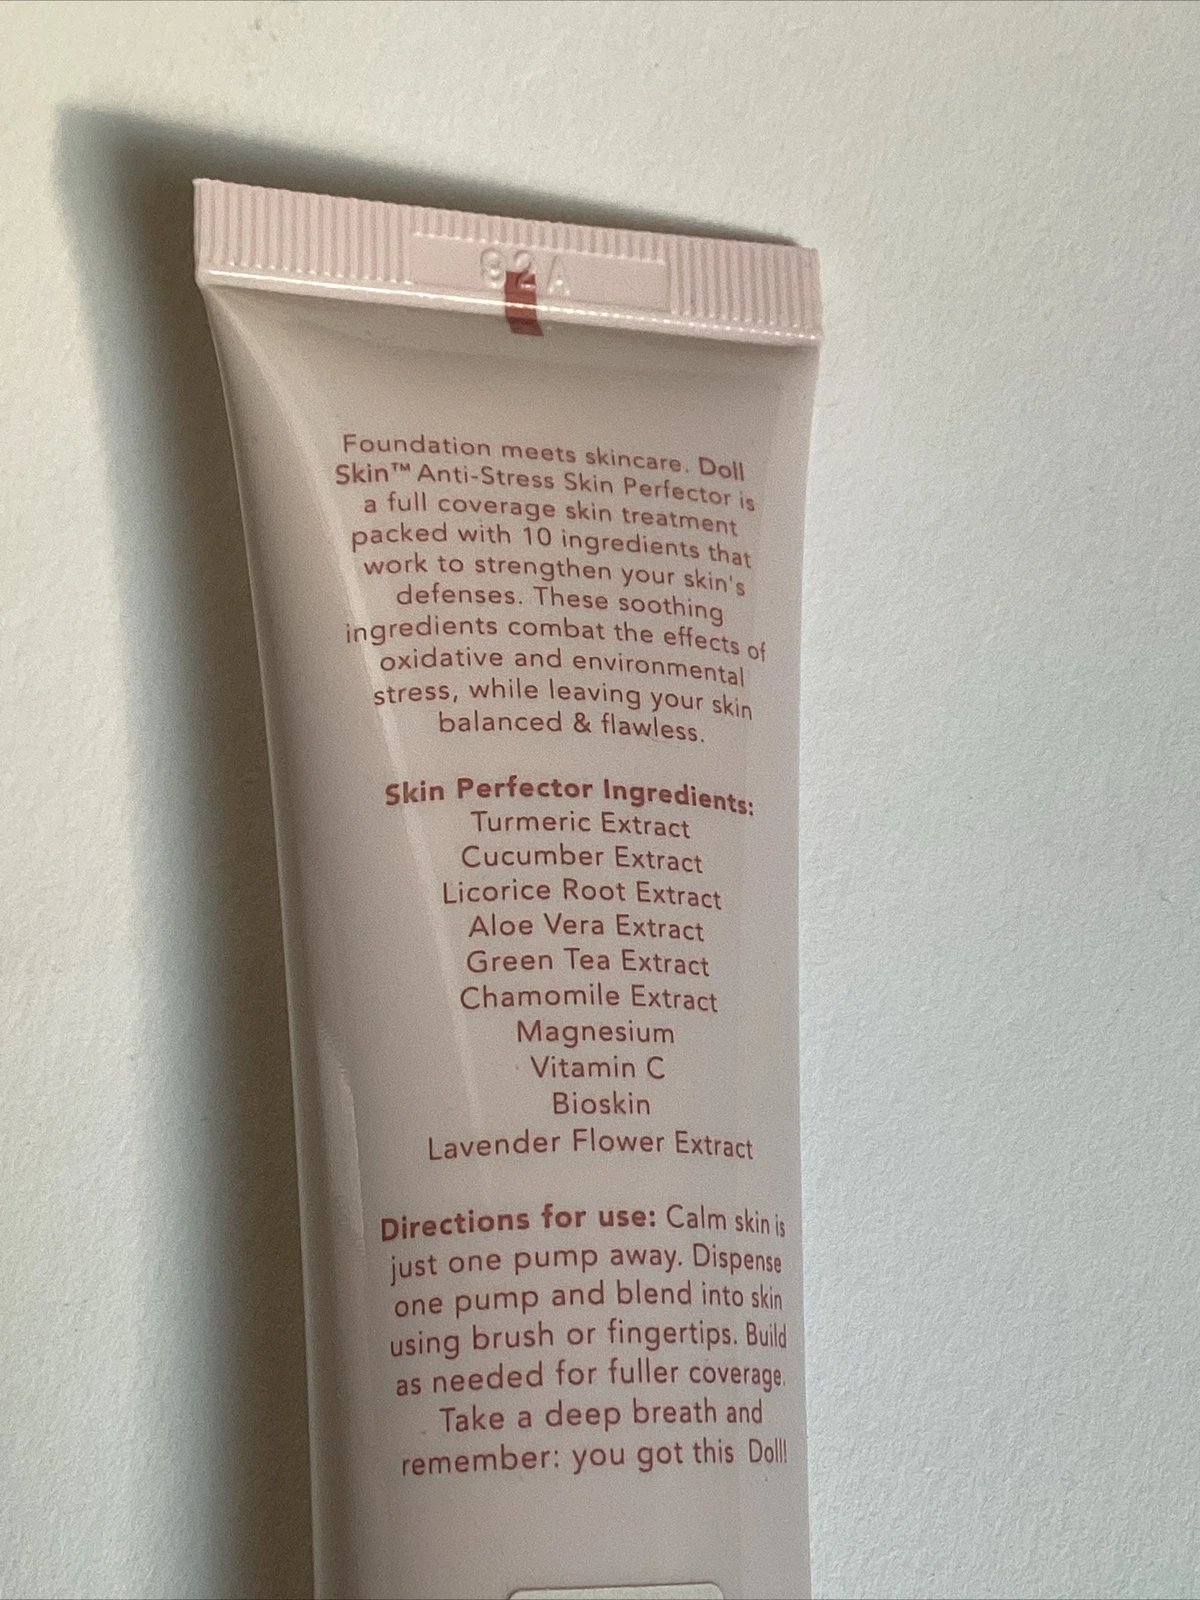 92A
Foundation meets skincare. Doll
Skin™ Anti-Stress Skin Perfector is
a full coverage skin treatment
packed with 10 ingredients that
work to strengthen your skin's
defenses. These soothing
ingredients combat the effects of
oxidative and environmental
stress, while leaving your skin
balanced & flawless.
Skin Perfector Ingredients:
Turmeric Extract
Cucumber Extract
Licorice Root Extract
Aloe Vera Extract
Green Tea Extract
Chamomile Extract
Magnesium
Vitamin C
Bioskin
Lavender Flower Extract
Directions for use: Calm skin is
just one pump away. Dispense
one pump and blend into skin
using brush or fingertips. Build
as needed for fuller coverage.
Take a deep breath and
remember: you got this Doll!